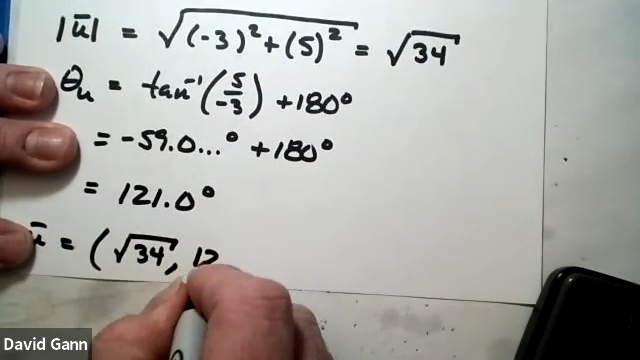 |ū| = √(-3)² + (5)² = √34
θu = tan⁻¹(5/-3) + 180°
= -59.0...° + 180°
= 121.0°
ū = (√34, 12
David Gann